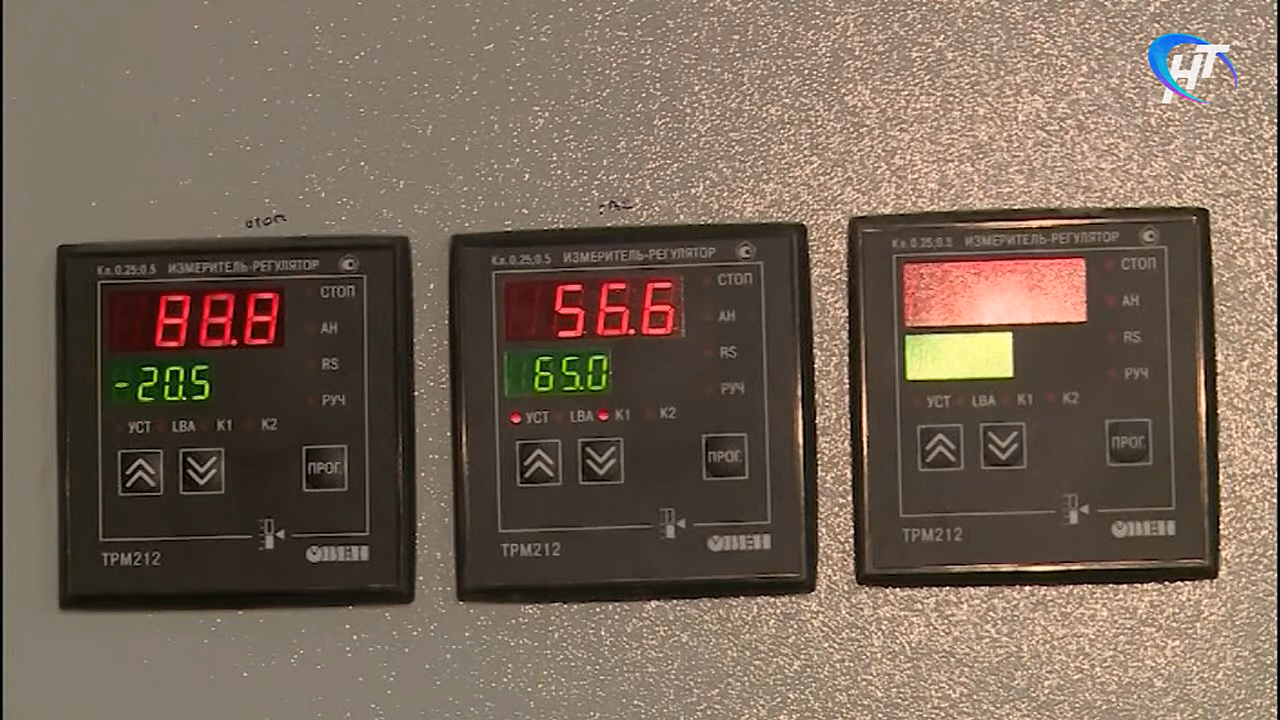 НТ
Кл. 0.25;0.5 ИЗМЕРИТЕЛЬ-РЕГУЛЯТОР
88.8
-20.5
СТОП
АН
RS
РУЧ
УСТ LBA К1 К2
ПРОГ.
ТРМ212
ОВЕН
Кл. 0.25;0.5 ИЗМЕРИТЕЛЬ-РЕГУЛЯТОР
56.6
65.0
СТОП
АН
RS
РУЧ
УСТ LBA К1 К2
ПРОГ.
ТРМ212
ОВЕН
Кл. 0.25;0.5 ИЗМЕРИТЕЛЬ-РЕГУЛЯТОР
СТОП
АН
RS
РУЧ
УСТ LBA К1 К2
ПРОГ.
ТРМ212
ОВЕН